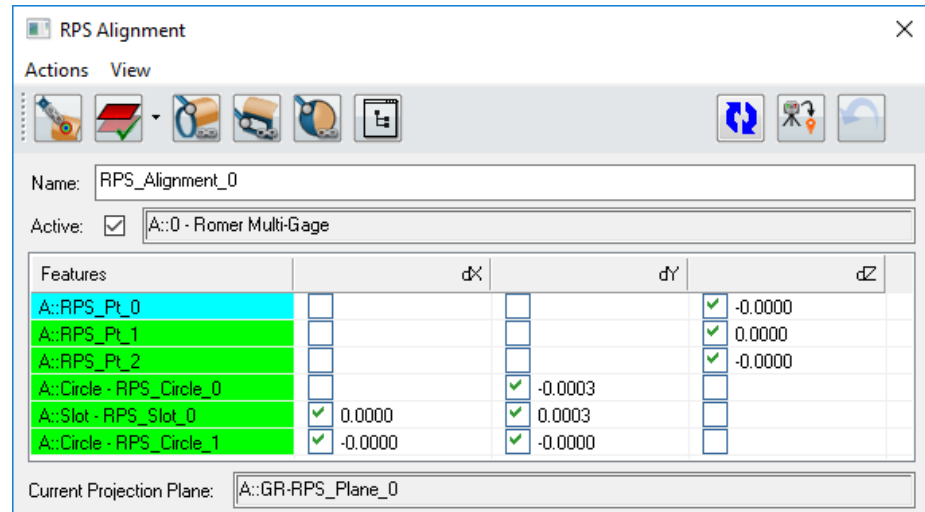 RPS Alignment
Actions View
Name: RPS_Alignment_0
Active: A::0 - Romer Multi-Gage
Features dX dY dZ
A::RPS_Pt_0 -0.0000
A::RPS_Pt_1 0.0000
A::RPS_Pt_2 -0.0000
A::Circle - RPS_Circle_0 -0.0003
A::Slot - RPS_Slot_0 0.0000 0.0003
A::Circle - RPS_Circle_1 -0.0000 -0.0000
Current Projection Plane: A::GR-RPS_Plane_0